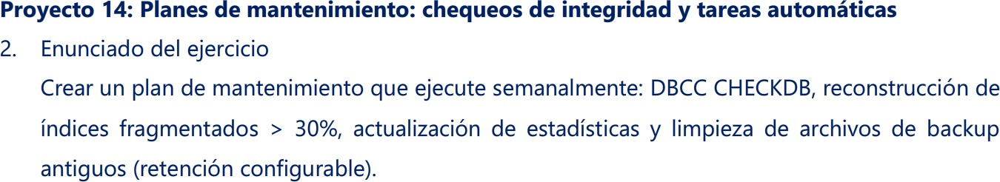 Proyecto 14: Planes de mantenimiento: chequeos de integridad y tareas automáticas
2. Enunciado del ejercicio
Crear un plan de mantenimiento que ejecute semanalmente: DBCC CHECKDB, reconstrucción de
índices fragmentados > 30%, actualización de estadísticas y limpieza de archivos de backup
antiguos (retención configurable).